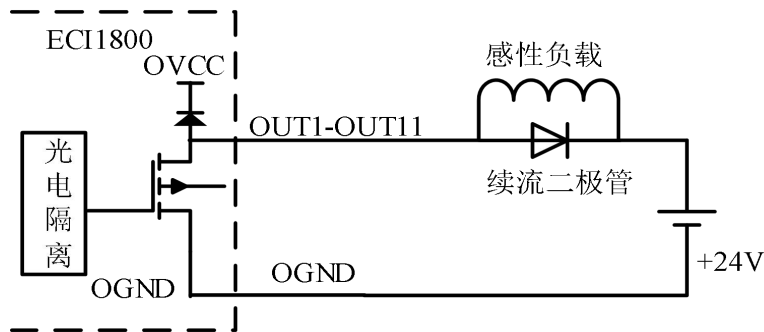 ECI1800
OVCC
感性负载
OUT1-OUT11
光电隔离
续流二极管
+24V
OGND
OGND